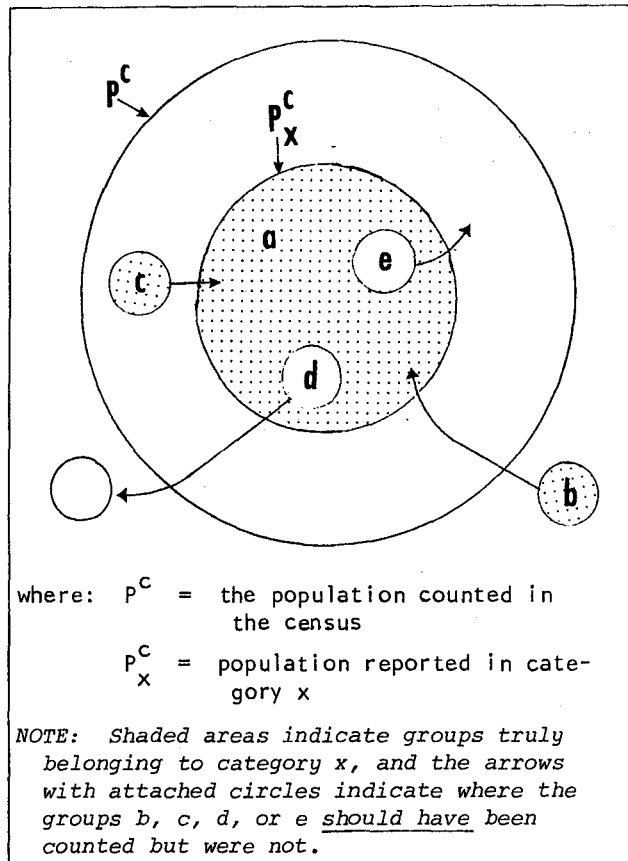 P^c
P^c_x
a
e
c
d
b
where: P^c = the population counted in
the census
P^c_x = population reported in cate-
gory x
NOTE: Shaded areas indicate groups truly
belonging to category x, and the arrows
with attached circles indicate where the
groups b, c, d, or e should have been
counted but were not.